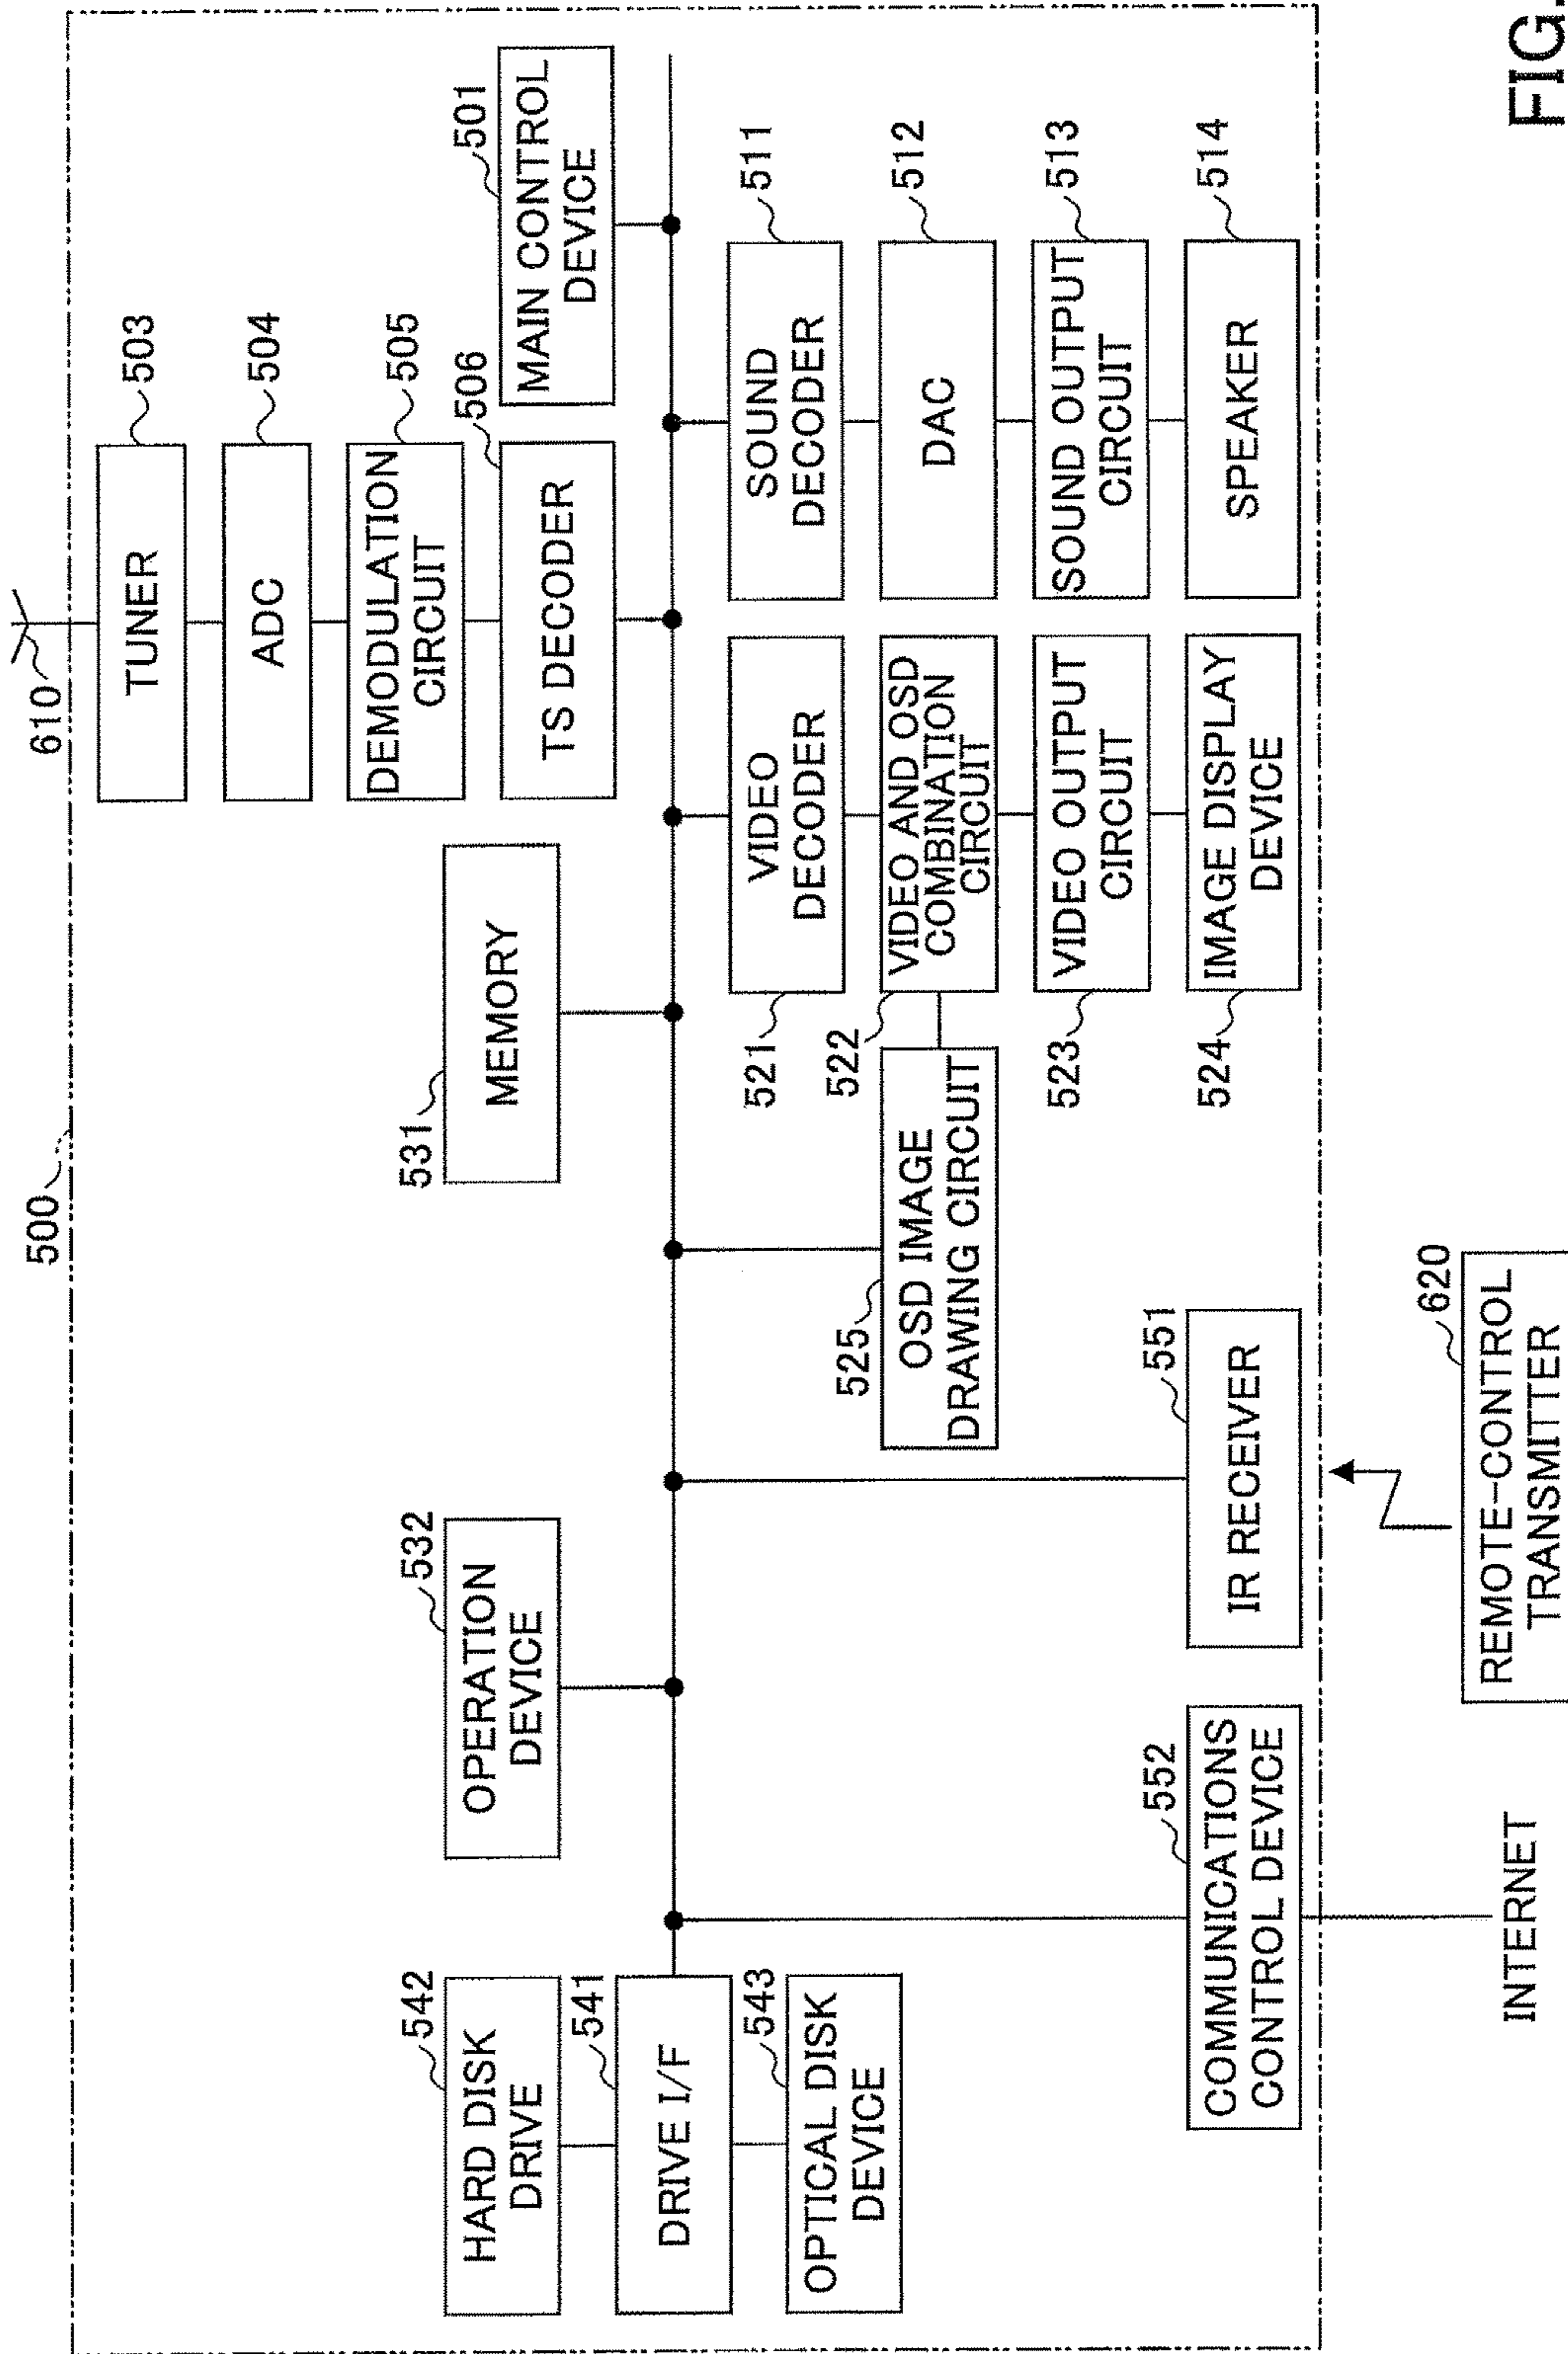 500
610
TUNER
503
ADC
504
DEMODULATION
CIRCUIT
505
TS DECODER
506
MAIN CONTROL
DEVICE
501
MEMORY
531
OPERATION
DEVICE
532
HARD DISK
DRIVE
542
DRIVE I/F
541
OPTICAL DISK
DEVICE
543
SOUND
DECODER
511
DAC
512
SOUND OUTPUT
CIRCUIT
513
SPEAKER
514
VIDEO
DECODER
521
VIDEO AND OSD
COMBINATION
CIRCUIT
522
VIDEO OUTPUT
CIRCUIT
523
IMAGE DISPLAY
DEVICE
524
OSD IMAGE
DRAWING CIRCUIT
525
IR RECEIVER
551
COMMUNICATIONS
CONTROL DEVICE
552
INTERNET
REMOTE-CONTROL
TRANSMITTER
620
FIG.